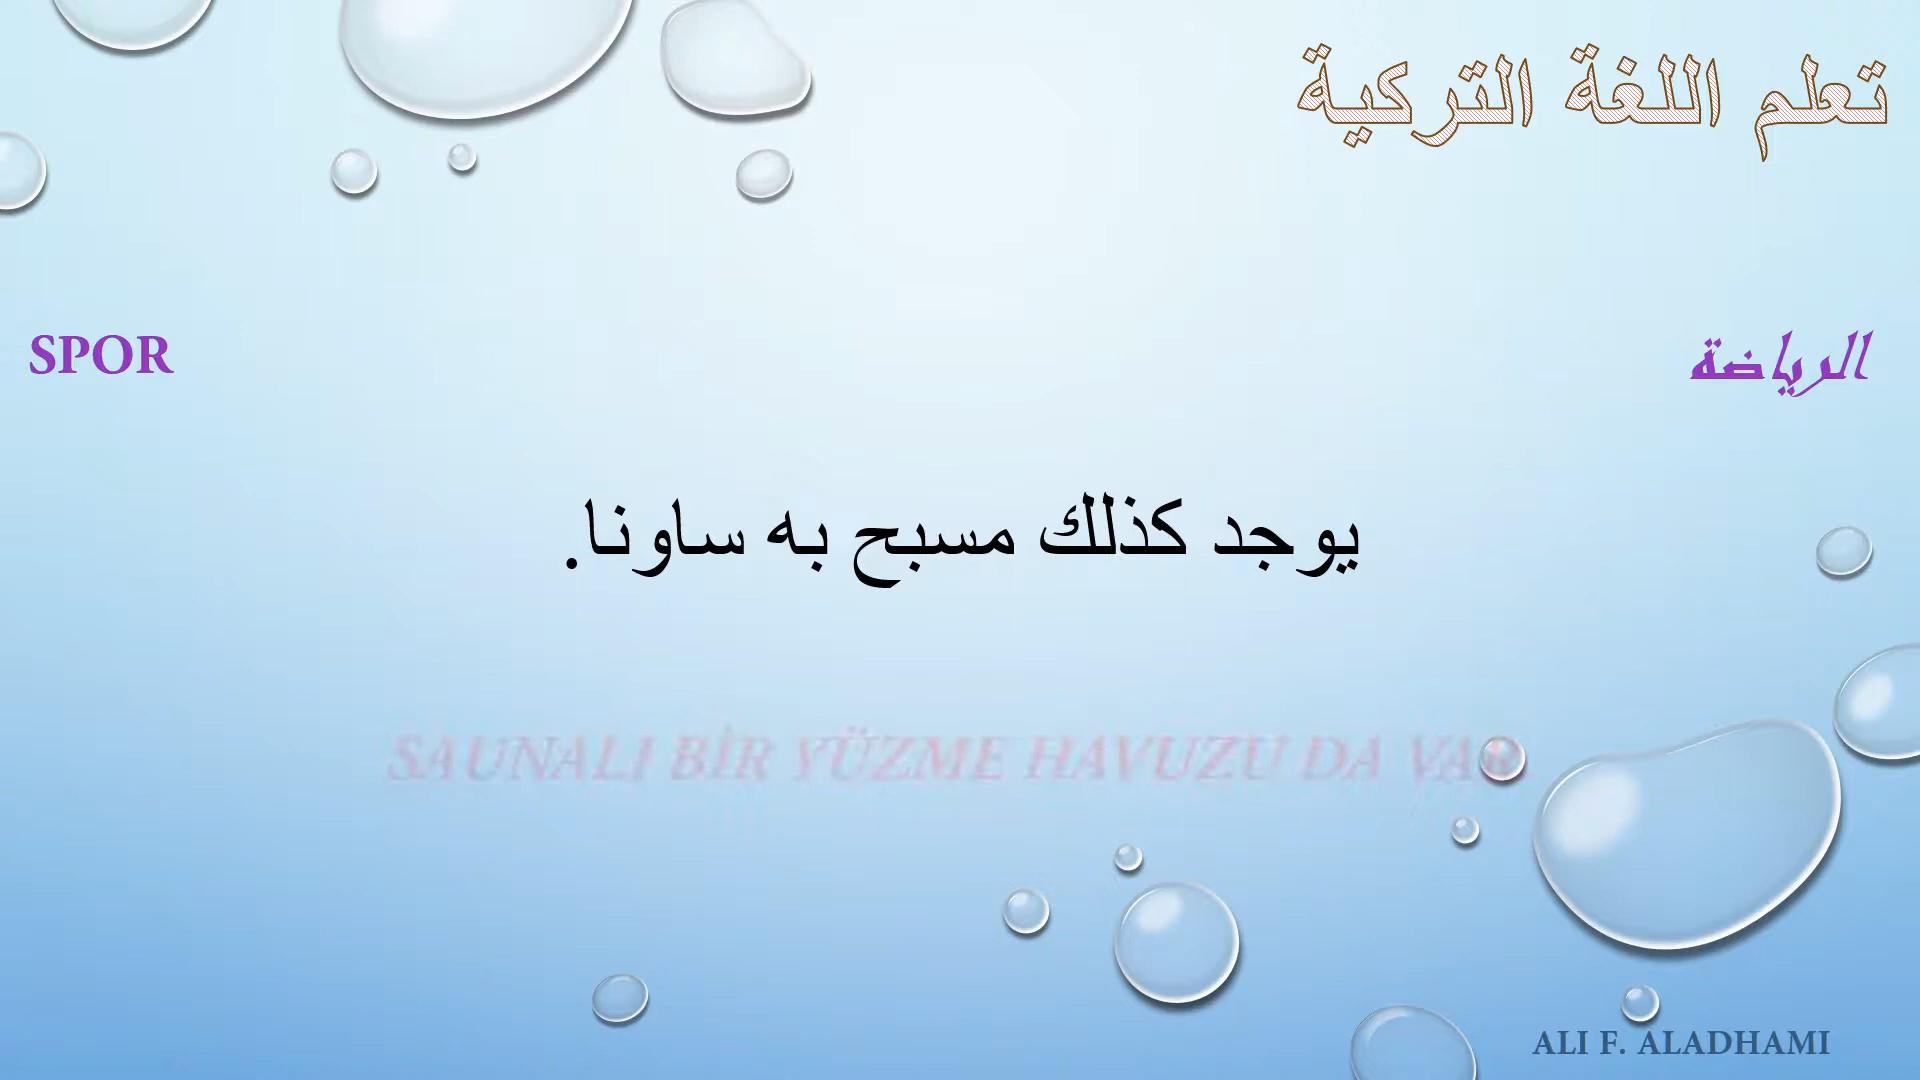 تعلم اللغة التركية
SPOR
الرياضة
يوجد كذلك مسبح به ساونا.
SAUNALI BİR YÜZME HAVUZU DA VAR.
ALI F. ALADHAMI